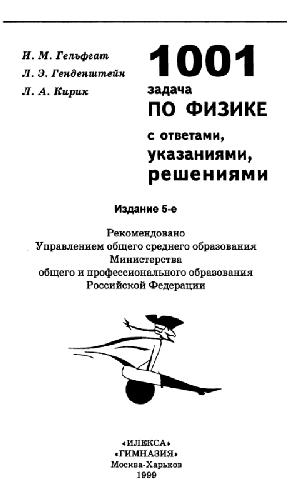 И. М. Гельфгат
Л. Э. Генденштейн
Л. А. Кирик
1001
задача
ПО ФИЗИКЕ
с ответами,
указаниями,
решениями
Издание 5-е
Рекомендовано
Управлением общего среднего образования
Министерства
общего и профессионального образования
Российской Федерации
«ИЛЕКСА»
«ГИМНАЗИЯ»
Москва-Харьков
1999